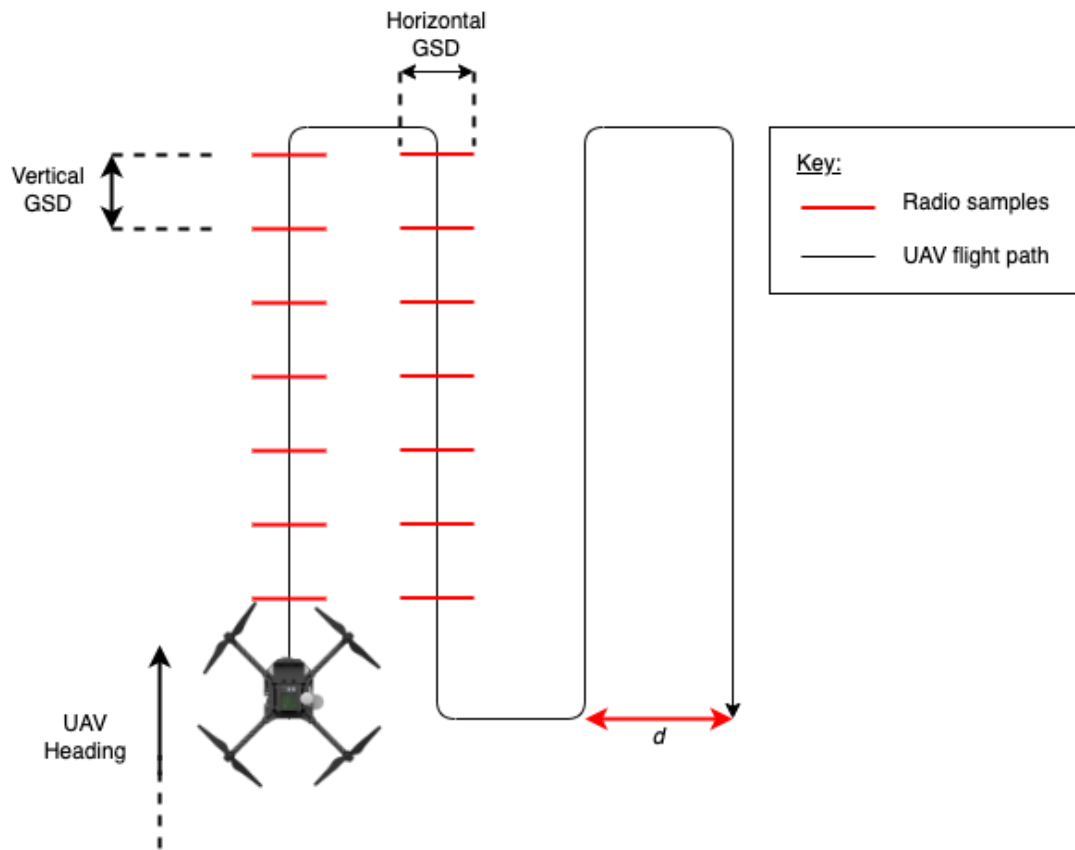 Horizontal
GSD
Vertical
GSD
Key:
Radio samples
UAV flight path
UAV
Heading
d